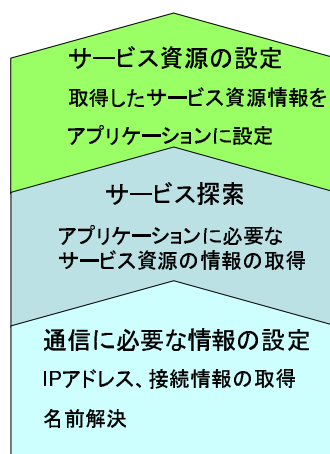 サービス資源の設定
取得したサービス資源情報を
アプリケーションに設定
サービス探索
アプリケーションに必要な
サービス資源の情報の取得
通信に必要な情報の設定
IPアドレス、接続情報の取得
名前解決